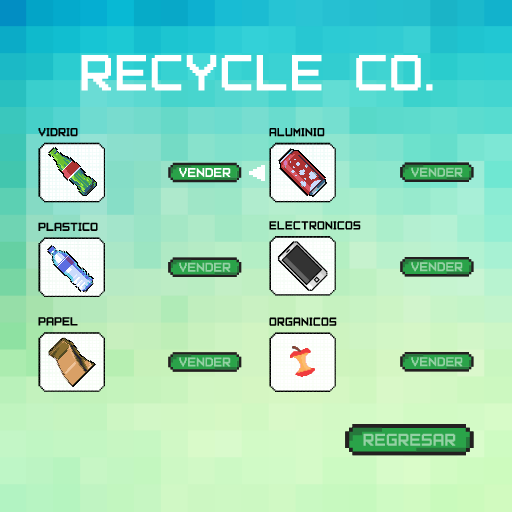 RECYCLE CO.
VIDRIO
VENDER
ALUMINIO
VENDER
PLASTICO
VENDER
ELECTRONICOS
VENDER
PAPEL
VENDER
ORGANICOS
VENDER
REGRESAR